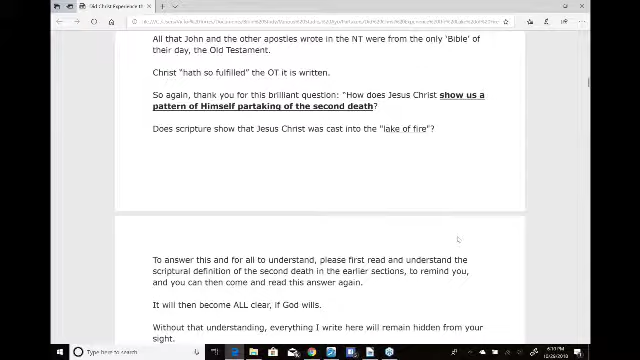 Did Christ Experience t
All that John and the other apostles wrote in the NT were from the only 'Bible' of
their day, the Old Testament.
Christ "hath so fulfilled" the OT it is written.
So again, thank you for this brilliant question: "How does Jesus Christ show us a
pattern of Himself partaking of the second death?
Does scripture show that Jesus Christ was cast into the "lake of fire"?
To answer this and for all to understand, please first read and understand the
scriptural definition of the second death in the earlier sections, to remind you,
and you can then come and read this answer again.
It will then become ALL clear, if God wills.
Without that understanding, everything I write here will remain hidden from your
sight.
Type here to search